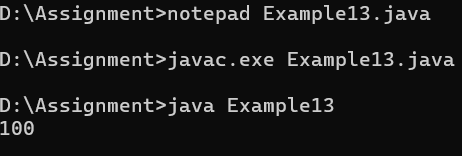 D:\Assignment>notepad Example13.java
D:\Assignment>javac.exe Example13.java
D:\Assignment>java Example13
100